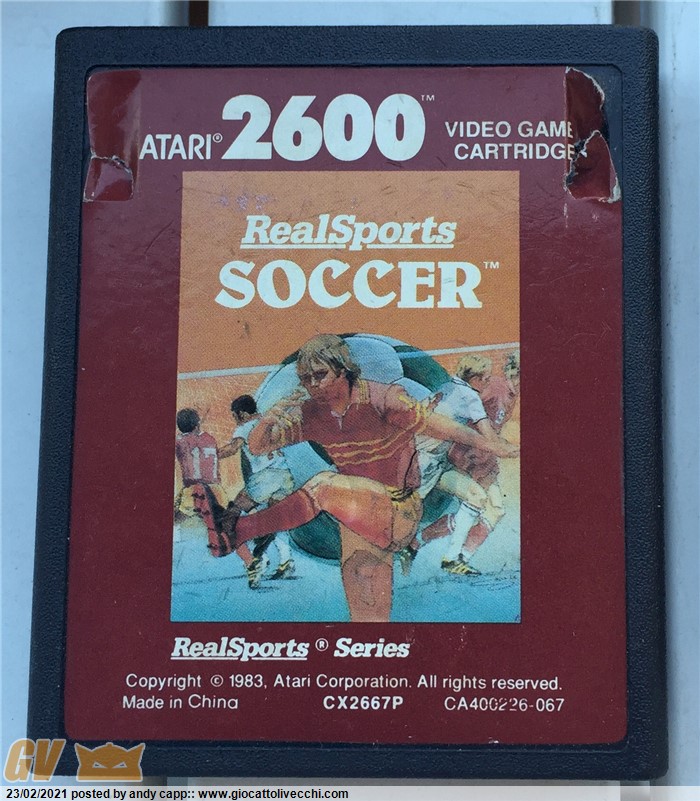 ATARI® 2600™ VIDEO GAME
CARTRIDGE
RealSports
SOCCER™
17
RealSports ® Series
Copyright © 1983, Atari Corporation. All rights reserved.
Made in China CX2667P CA400226-067
GV
23/02/2021 posted by andy capp:: www.giocattolivecchi.com